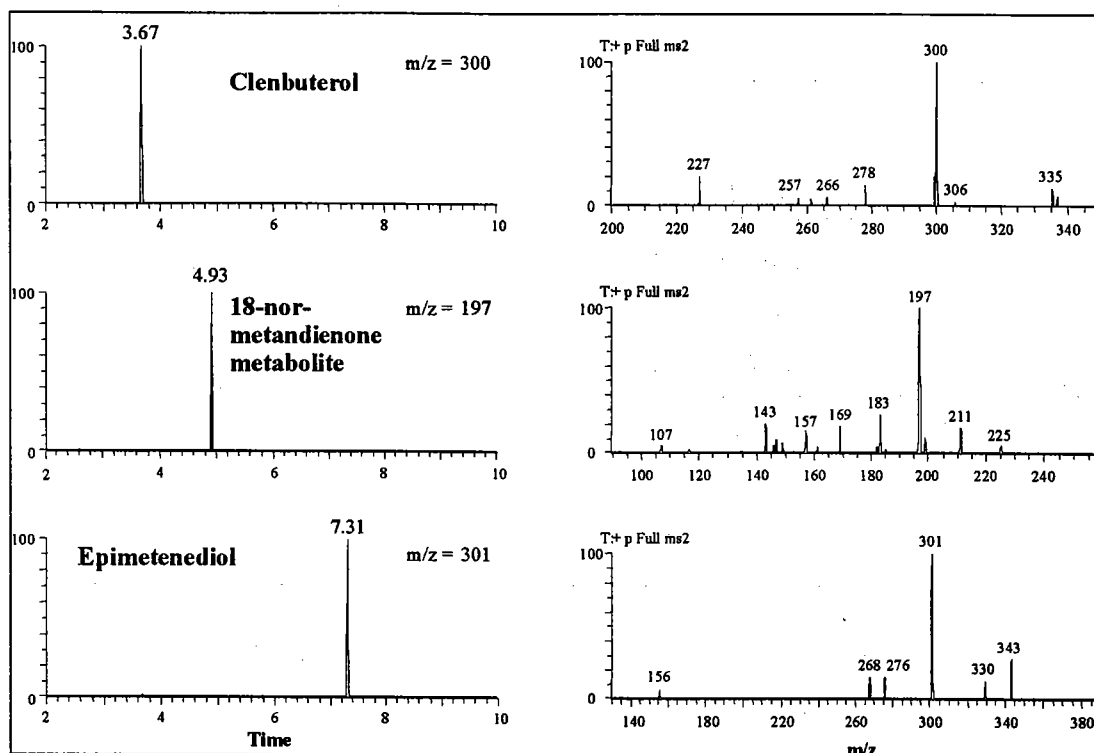 3.67
100
m/z = 300
Clenbuterol
0
2 4 6 8 10
T:+ p Full ms2
300
100
227
257
266
278
306
335
0
200 220 240 260 280 300 320 340
4.93
100
18-nor-
metandienone
metabolite
m/z = 197
0
2 4 6 8 10
T:+ p Full ms2
197
100
107
143
157
169
183
211
225
0
100 120 140 160 180 200 220 240
7.31
100
Epimetenediol
m/z = 301
0
2 4 6 8 10
Time
T:+ p Full ms2
301
100
156
268
276
330
343
0
140 180 220 260 300 340 380
m/z